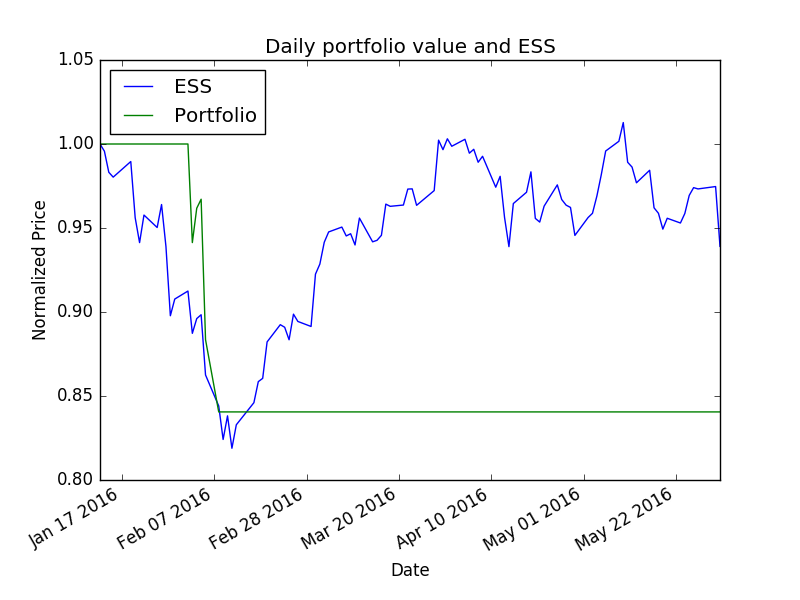 Daily portfolio value and ESS
1.05
ESS
Portfolio
1.00
0.95
0.90
0.85
0.80
Normalized Price
Jan 17 2016
Feb 07 2016
Feb 28 2016
Mar 20 2016
Apr 10 2016
May 01 2016
May 22 2016
Date